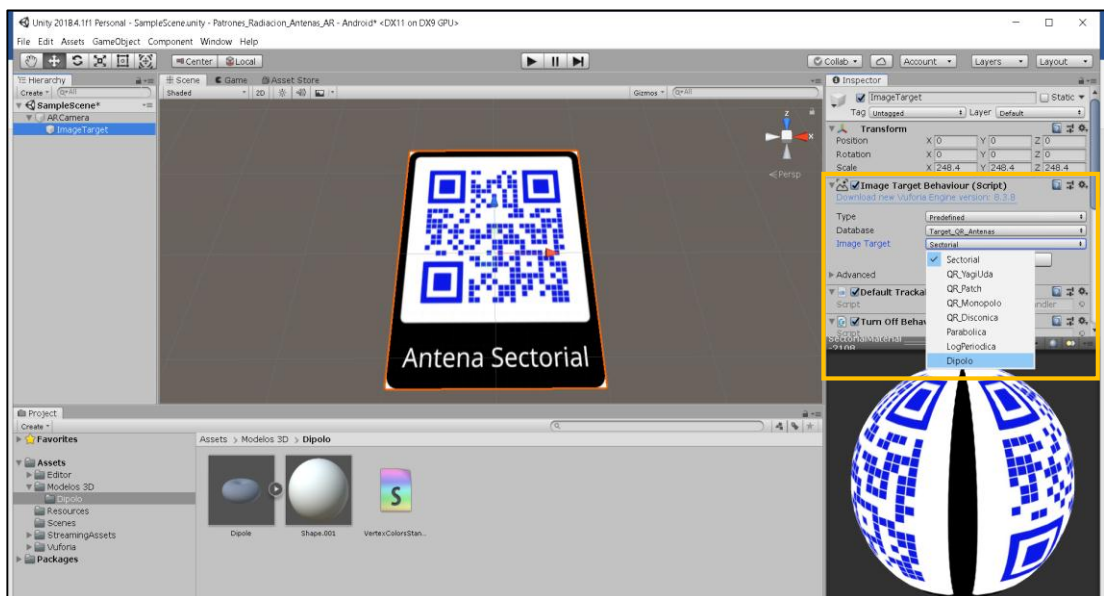 Unity 2018.4.1f1 Personal - SampleScene.unity - Patrones_Radiacion_Antenas_AR - Android* <DX11 on DX9 GPU>
File Edit Assets GameObject Component Window Help
Center Local
Collab Account Layers Layout
Hierarchy
Create All
SampleScene*
ARCamera
ImageTarget
Scene Game Asset Store
Shaded 2D Gizmos All
z
x
Persp
Antena Sectorial
Inspector
ImageTarget Static
Tag Untagged Layer Default
Transform
Position X 0 Y 0 Z 0
Rotation X 0 Y 0 Z 0
Scale X 248.4 Y 248.4 Z 248.4
Image Target Behaviour (Script)
Download new Vuforia Engine version: 8.3.8
Type Predefined
Database Target_QR_Antenas
Image Target Sectorial
Sectorial
QR_YagiUda
QR_Patch
QR_Monopolo
QR_Disconica
Parabolica
LogPeriodica
Dipolo
Advanced
Default Tracka
Script ndler
Turn Off Behav
Script
SectorialMaterial
-2108
Project
Create
Favorites
Assets
Editor
Modelos 3D
Dipolo
Resources
Scenes
StreamingAssets
Vuforia
Packages
Assets > Modelos 3D > Dipolo
S
Dipole Shape.001 VertexColorsStan...